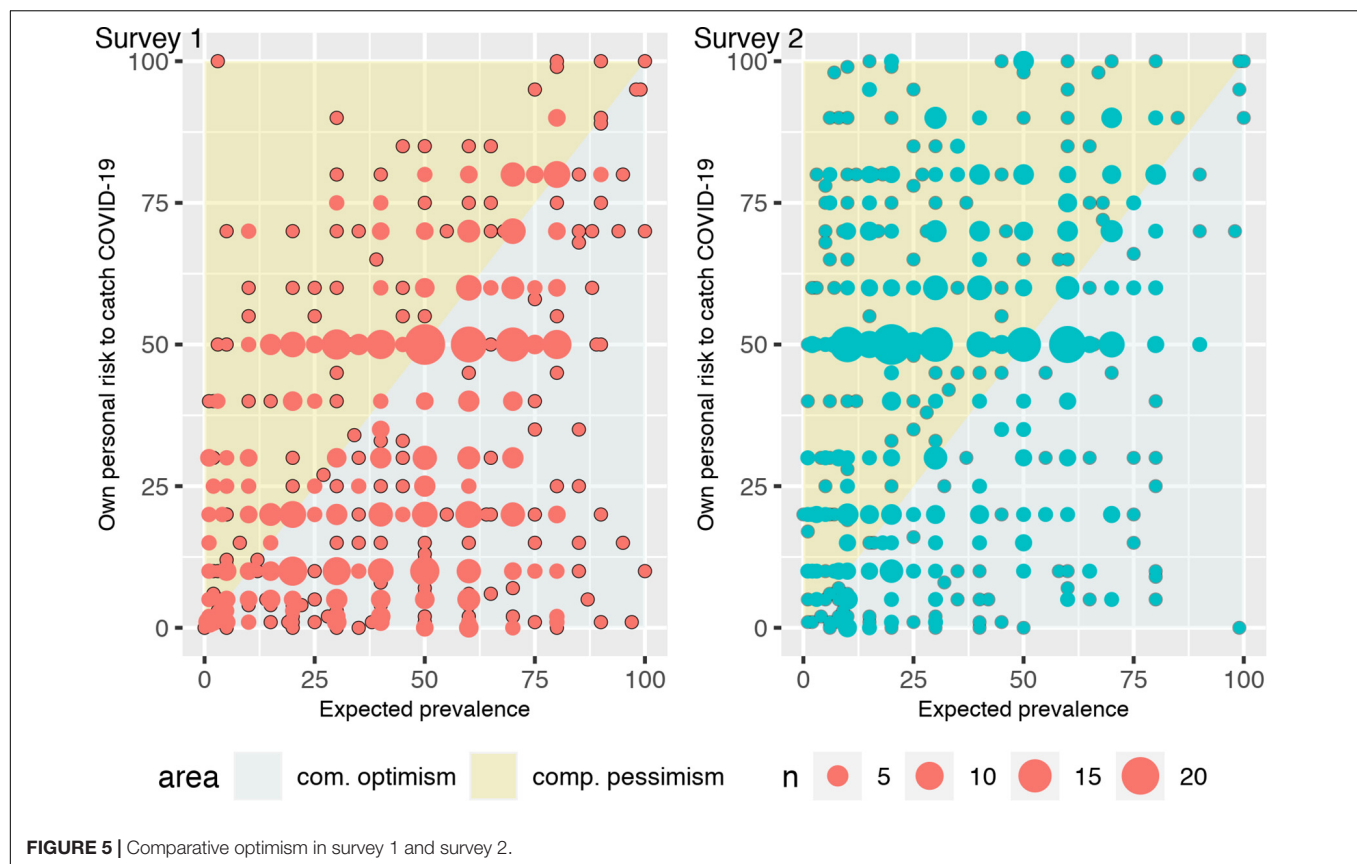 Survey 1
Survey 2
100
75
50
25
0
Own personal risk to catch COVID-19
0 25 50 75 100
Expected prevalence
100
75
50
25
0
Own personal risk to catch COVID-19
0 25 50 75 100
Expected prevalence
area com. optimism comp. pessimism n 5 10 15 20
FIGURE 5 | Comparative optimism in survey 1 and survey 2.